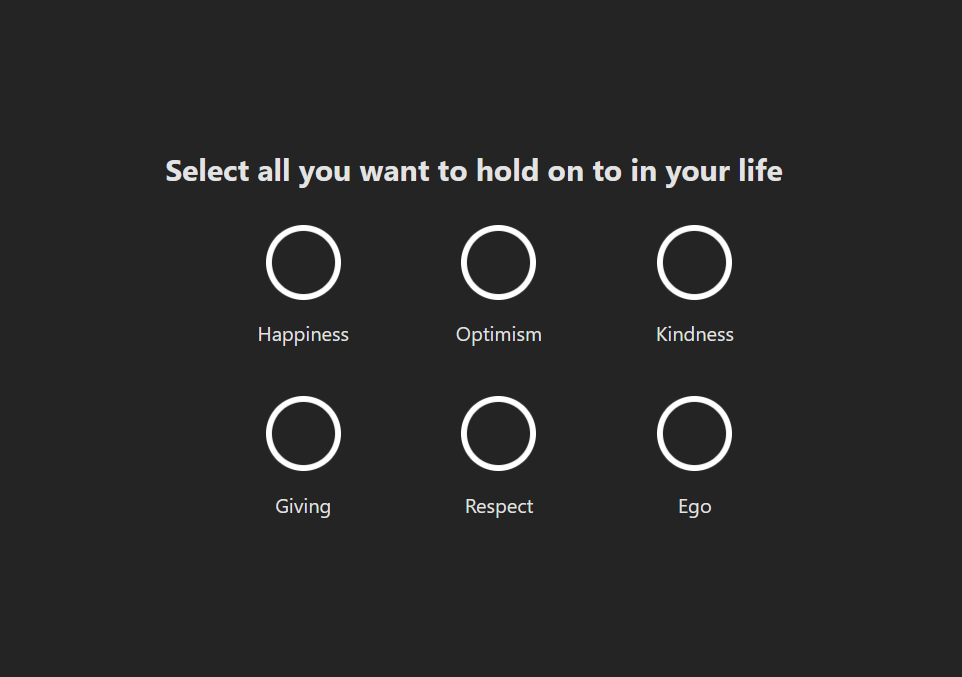 Select all you want to hold on to in your life
Happiness Optimism Kindness
Giving Respect Ego